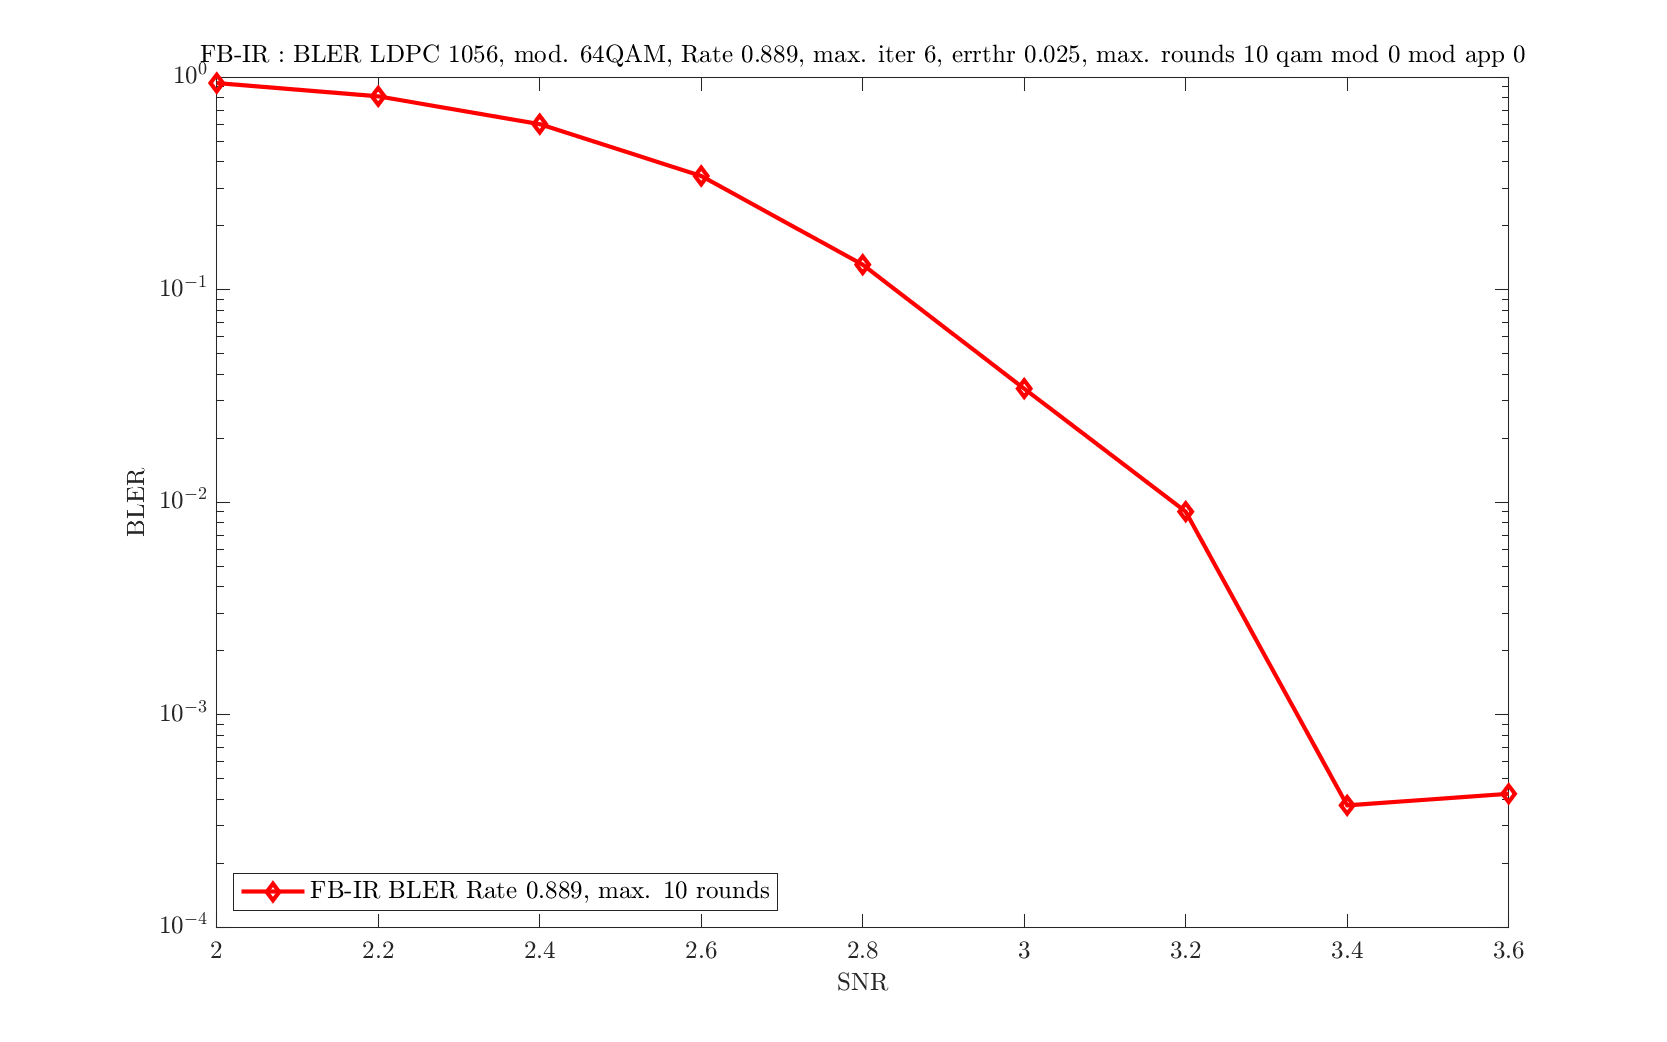 FB-IR : BLER LDPC 1056, mod. 64QAM, Rate 0.889, max. iter 6, errthr 0.025, max. rounds 10 qam mod 0 mod app 0
10^0
10^-1
10^-2
10^-3
10^-4
BLER
FB-IR BLER Rate 0.889, max. 10 rounds
2 2.2 2.4 2.6 2.8 3 3.2 3.4 3.6
SNR